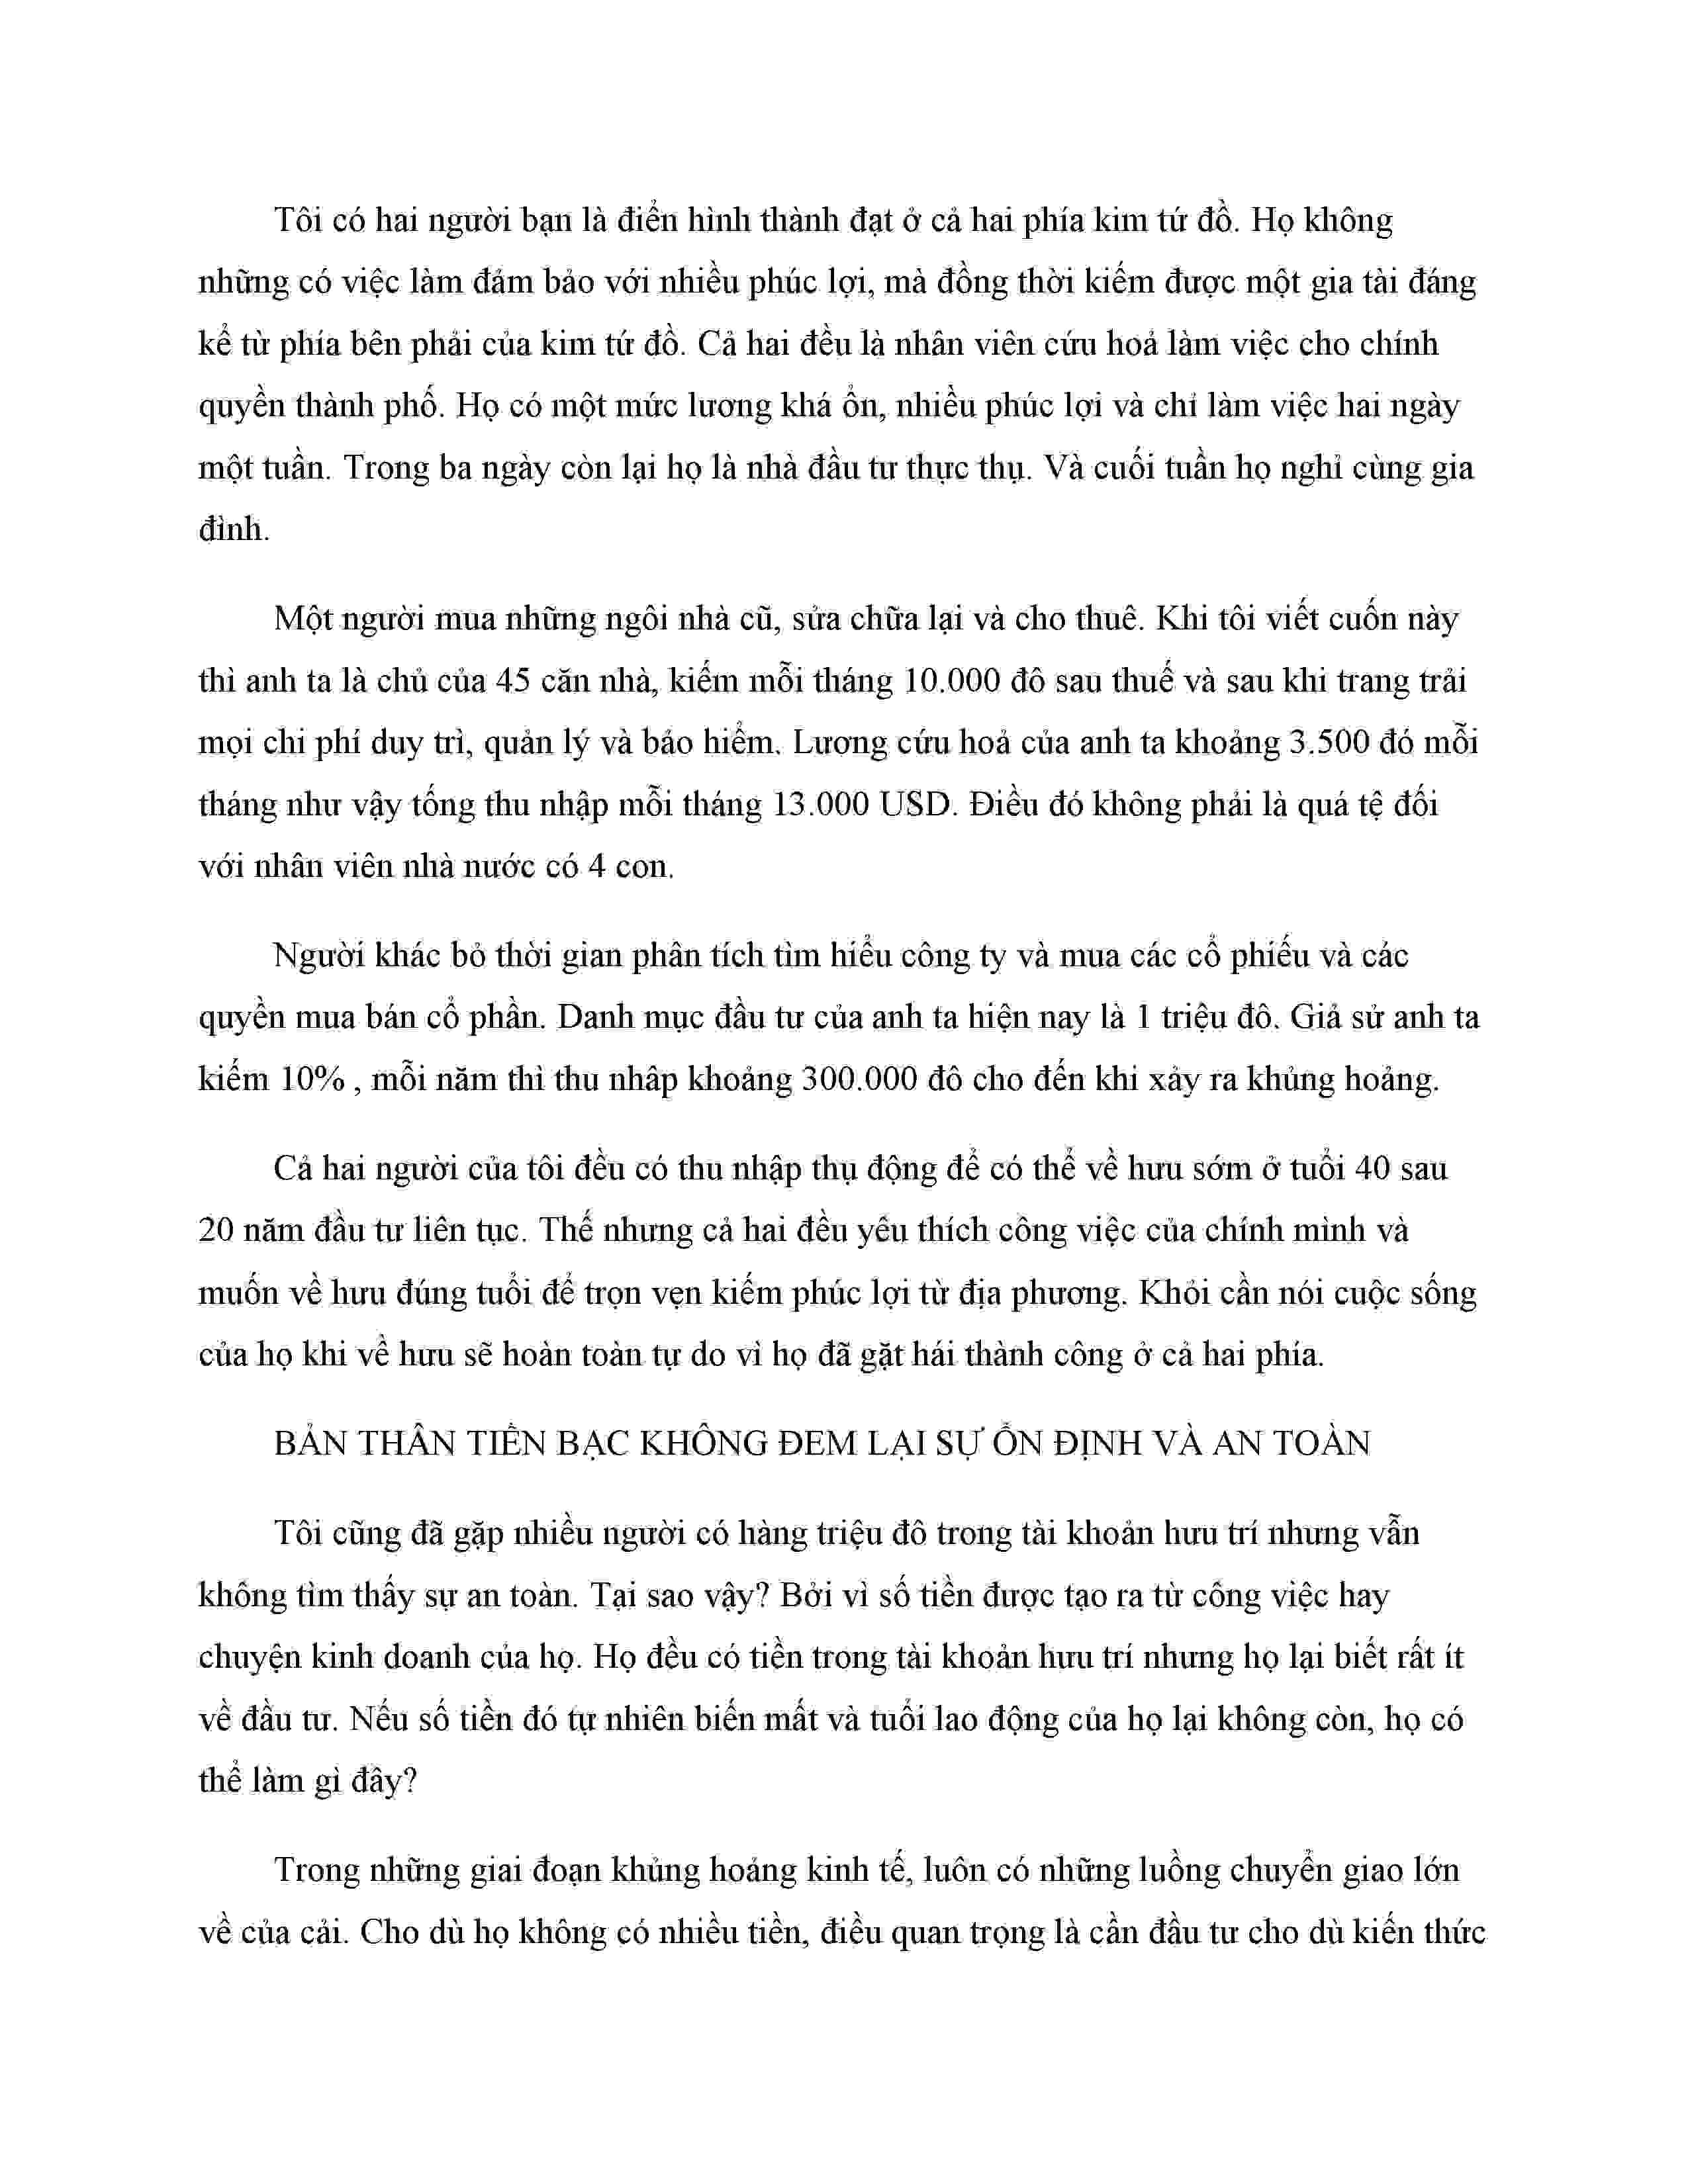 Tôi có hai người bạn là điển hình thành đạt ở cả hai phía kim tứ đồ. Họ không
những có việc làm đảm bảo với nhiều phúc lợi, mà đồng thời kiếm được một gia tài đáng
kể từ phía bên phải của kim tứ đồ. Cả hai đều là nhân viên cứu hoả làm việc cho chính
quyền thành phố. Họ có một mức lương khá ổn, nhiều phúc lợi và chỉ làm việc hai ngày
một tuần. Trong ba ngày còn lại họ là nhà đầu tư thực thụ. Và cuối tuần họ nghỉ cùng gia
đình.
Một người mua những ngôi nhà cũ, sửa chữa lại và cho thuê. Khi tôi viết cuốn này
thì anh ta là chủ của 45 căn nhà, kiếm mỗi tháng 10.000 đô sau thuế và sau khi trang trải
mọi chi phí duy trì, quản lý và bảo hiểm. Lương cứu hoả của anh ta khoảng 3.500 đó mỗi
tháng như vậy tổng thu nhập mỗi tháng 13.000 USD. Điều đó không phải là quá tệ đối
với nhân viên nhà nước có 4 con.
Người khác bỏ thời gian phân tích tìm hiểu công ty và mua các cổ phiếu và các
quyền mua bán cổ phần. Danh mục đầu tư của anh ta hiện nay là 1 triệu đô. Giả sử anh ta
kiếm 10% , mỗi năm thì thu nhâp khoảng 300.000 đô cho đến khi xảy ra khủng hoảng.
Cả hai người của tôi đều có thu nhập thụ động để có thể về hưu sớm ở tuổi 40 sau
20 năm đầu tư liên tục. Thế nhưng cả hai đều yêu thích công việc của chính mình và
muốn về hưu đúng tuổi để trọn vẹn kiếm phúc lợi từ địa phương. Khỏi cần nói cuộc sống
của họ khi về hưu sẽ hoàn toàn tự do vì họ đã gặt hái thành công ở cả hai phía.
BẢN THÂN TIỀN BẠC KHÔNG ĐEM LẠI SỰ ỔN ĐỊNH VÀ AN TOÀN
Tôi cũng đã gặp nhiều người có hàng triệu đô trong tài khoản hưu trí nhưng vẫn
không tìm thấy sự an toàn. Tại sao vậy? Bởi vì số tiền được tạo ra từ công việc hay
chuyện kinh doanh của họ. Họ đều có tiền trong tài khoản hưu trí nhưng họ lại biết rất ít
về đầu tư. Nếu số tiền đó tự nhiên biến mất và tuổi lao động của họ lại không còn, họ có
thể làm gì đây?
Trong những giai đoạn khủng hoảng kinh tế, luôn có những luồng chuyển giao lớn
về của cải. Cho dù họ không có nhiều tiền, điều quan trọng là cần đầu tư cho dù kiến thức